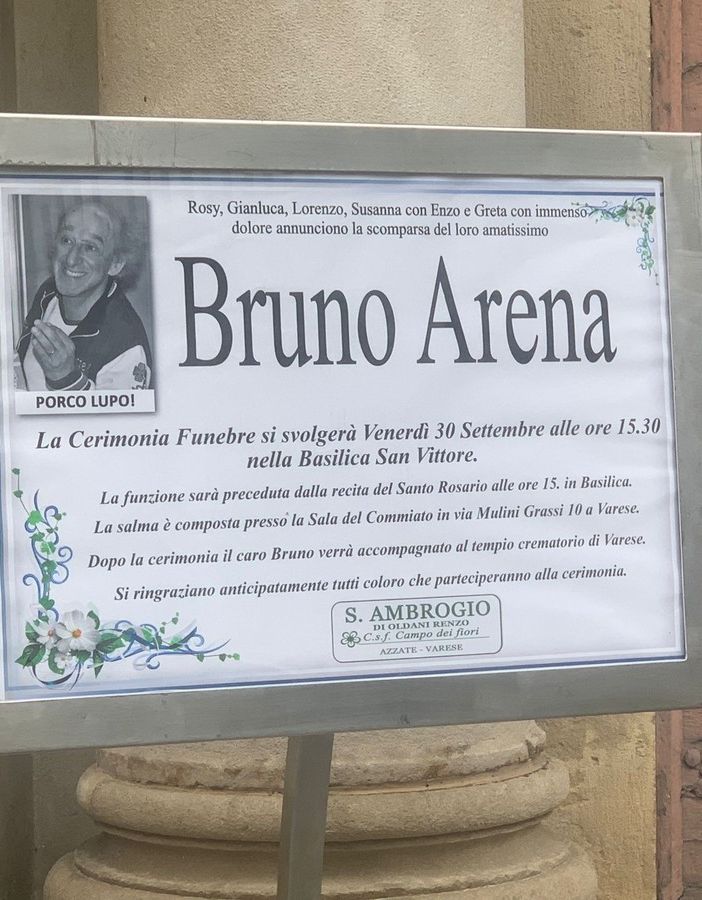 Rosy, Gianluca, Lorenzo, Susanna con Enzo e Greta con immenso
dolore annunciono la scomparsa del loro amatissimo
Bruno Arena
PORCO LUPO!
La Cerimonia Funebre si svolgerà Venerdì 30 Settembre alle ore 15.30
nella Basilica San Vittore.
La funzione sarà preceduta dalla recita del Santo Rosario alle ore 15. in Basilica.
La salma è composta presso la Sala del Commiato in via Mulini Grassi 10 a Varese.
Dopo la cerimonia il caro Bruno verrà accompagnato al tempio crematorio di Varese.
Si ringraziano anticipatamente tutti coloro che parteciperanno alla cerimonia.
S. AMBROGIO
DI OLDANI RENZO
C.s.f. Campo dei fiori
AZZATE - VARESE